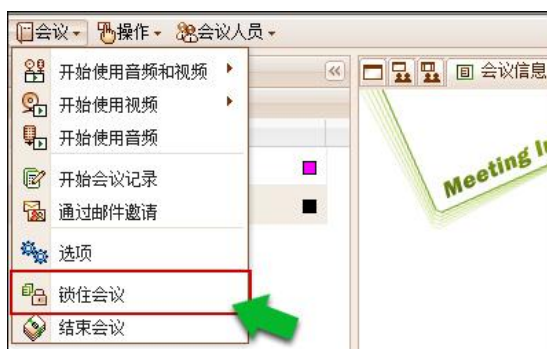 会议 操作 会议人员
开始使用音频和视频
开始使用视频
开始使用音频
开始会议记录
通过邮件邀请
选项
锁住会议
结束会议
会议信息
Meeting